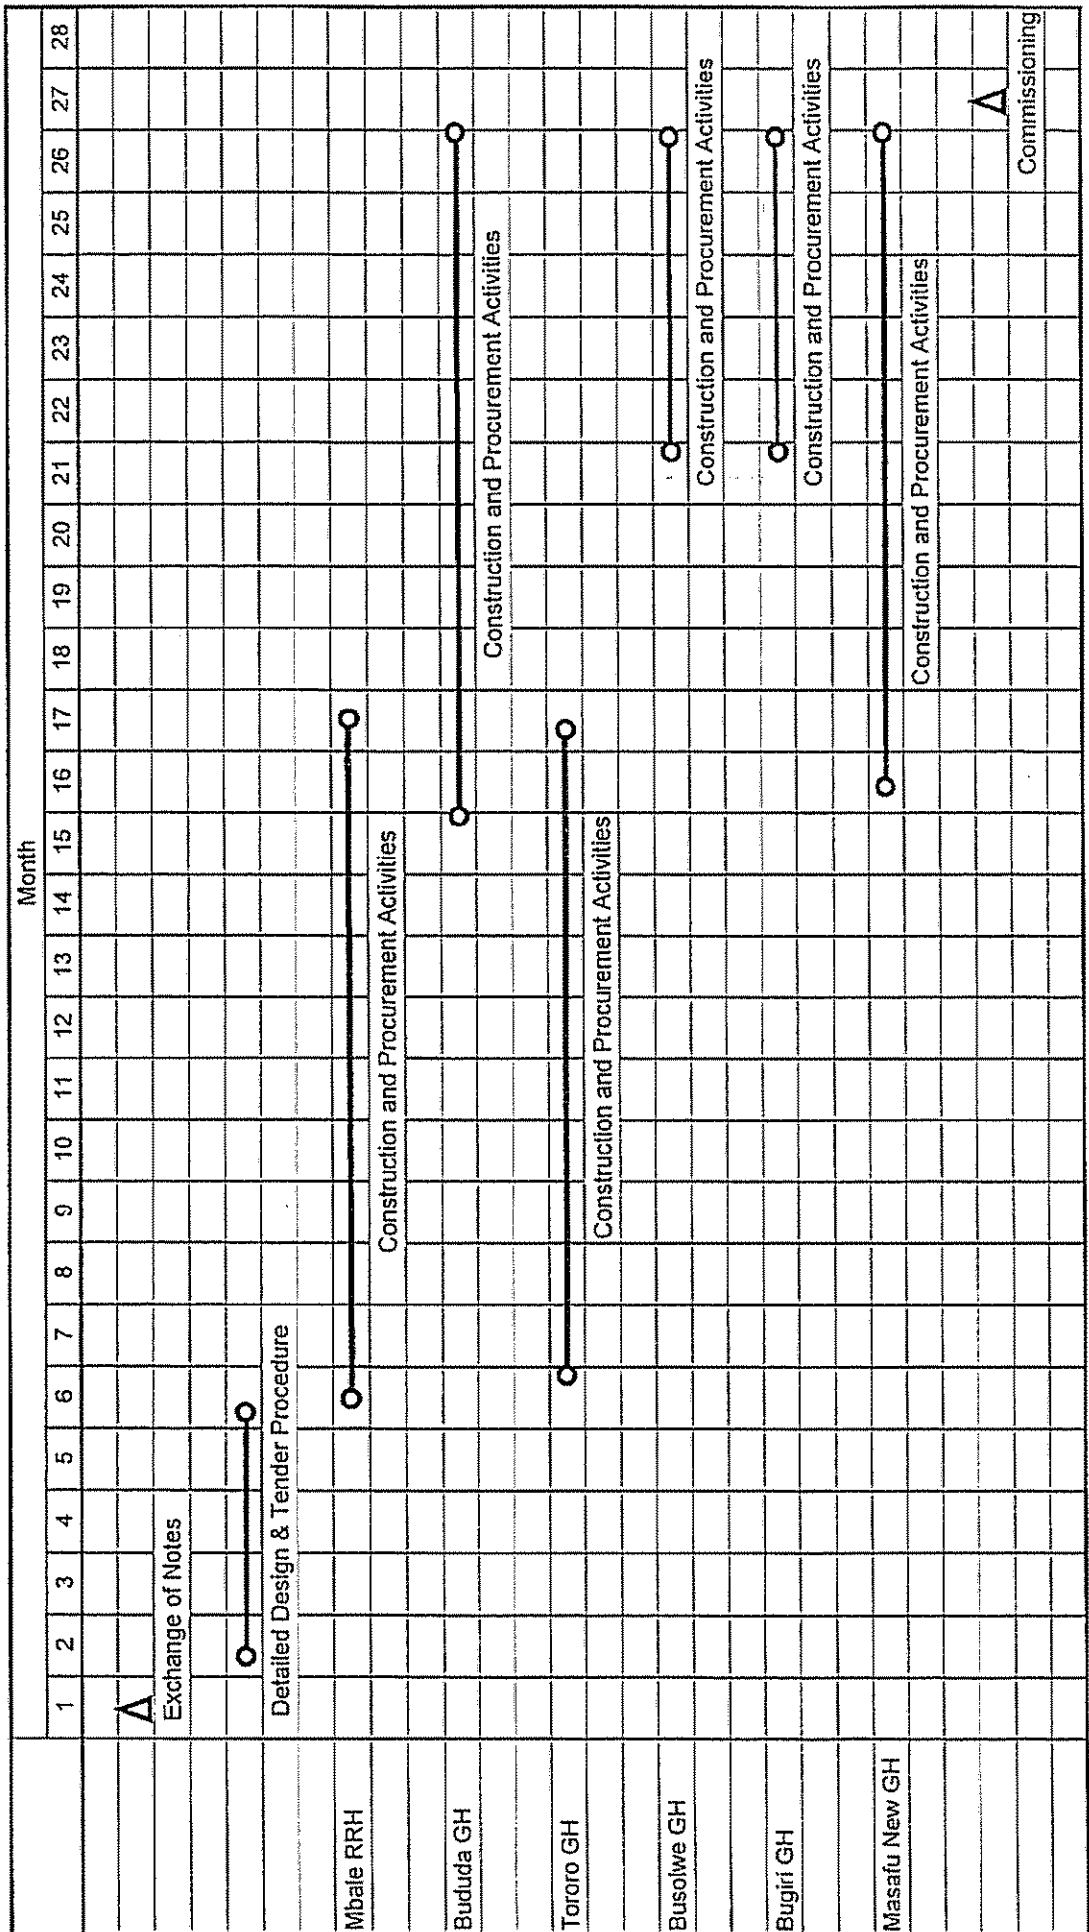 Month
1 2 3 4 5 6 7 8 9 10 11 12 13 14 15 16 17 18 19 20 21 22 23 24 25 26 27 28
Exchange of Notes
Detailed Design & Tender Procedure
Mbale RRH
Construction and Procurement Activities
Bududa GH
Construction and Procurement Activities
Tororo GH
Construction and Procurement Activities
Busolwe GH
Construction and Procurement Activities
Bugiri GH
Construction and Procurement Activities
Masafu New GH
Construction and Procurement Activities
Commissioning